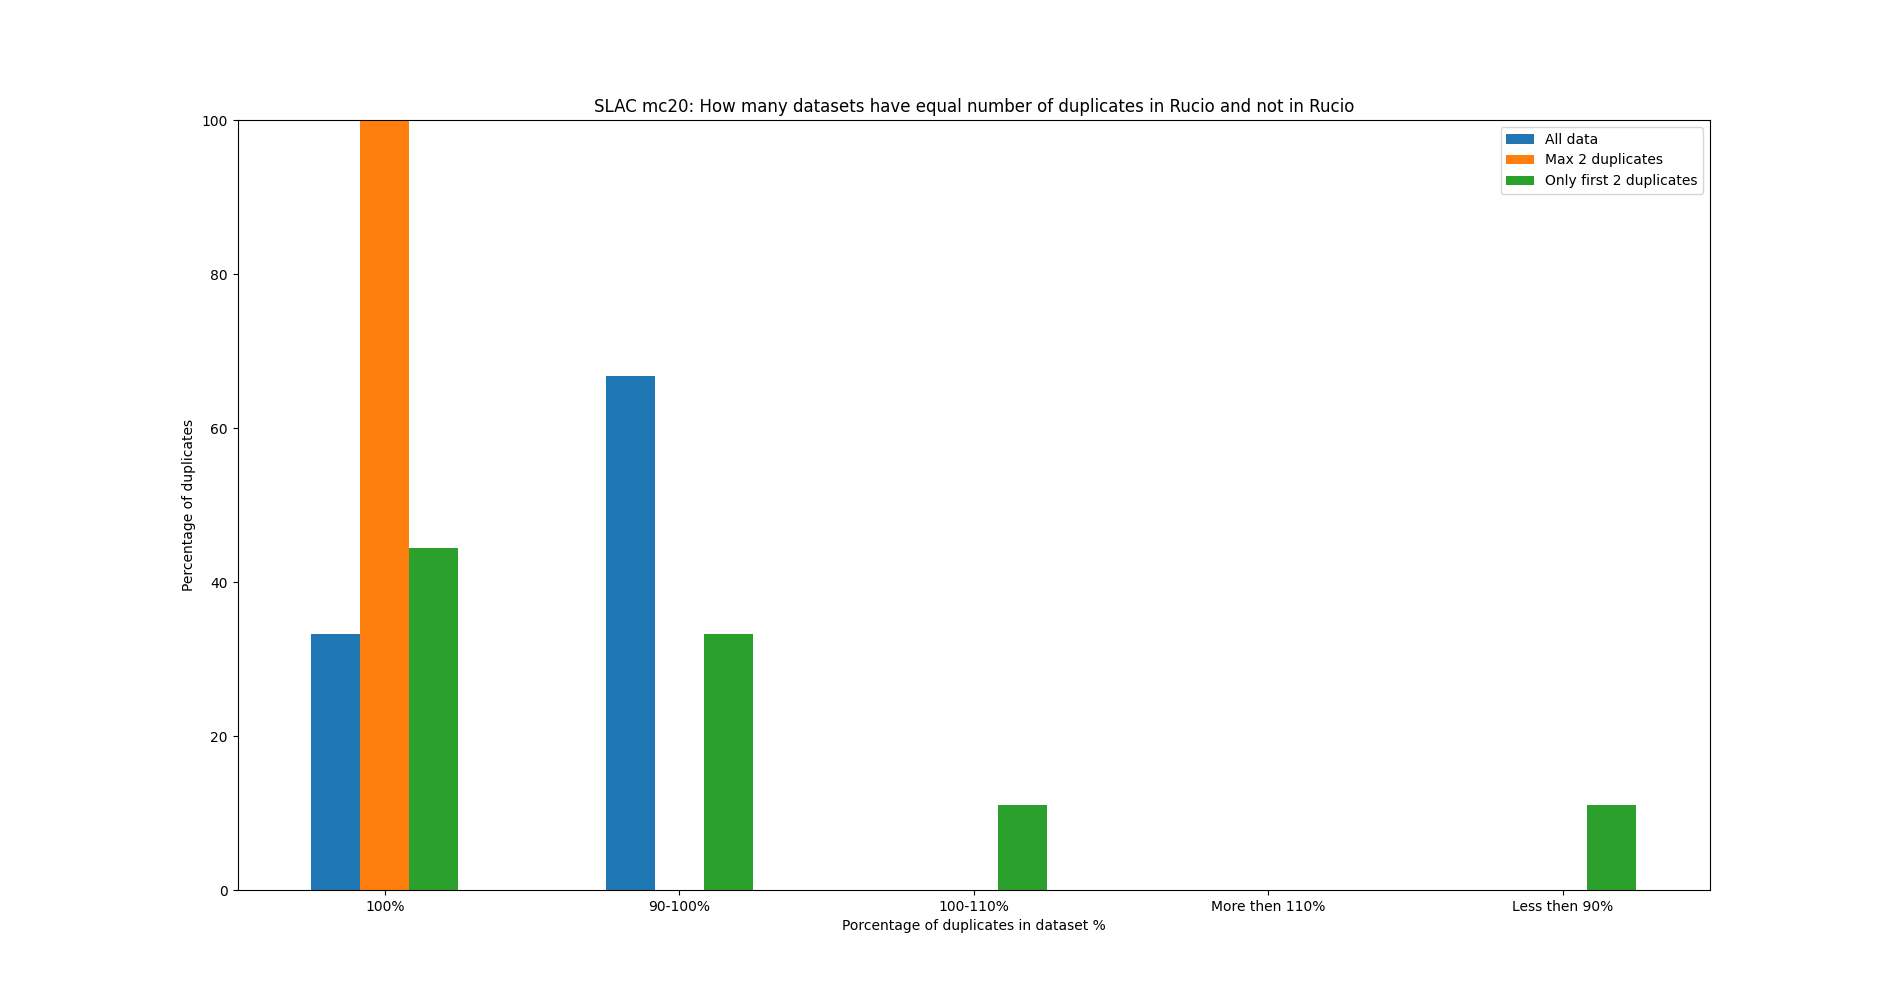 SLAC mc20: How many datasets have equal number of duplicates in Rucio and not in Rucio
All data
Max 2 duplicates
Only first 2 duplicates
Percentage of duplicates
100
80
60
40
20
0
100%
90-100%
100-110%
More then 110%
Less then 90%
Porcentage of duplicates in dataset %